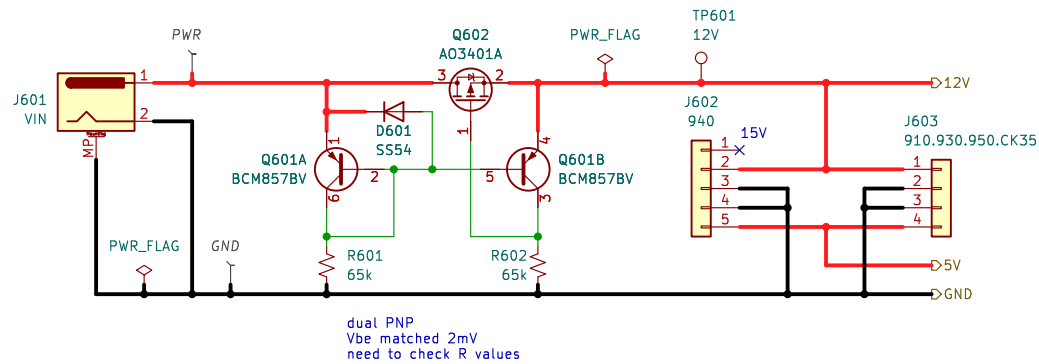 TP601
12V
PWR
Q602
AO3401A
PWR_FLAG
1
3
2
12V
J601
VIN
2
J602
940
J603
910.930.950.CK35
MP
D601
SS54
1
1
4
1
15V
Q601A
BCM857BV
2
5
Q601B
BCM857BV
2
3
4
5
1
2
3
4
6
3
PWR_FLAG
GND
R601
65k
R602
65k
5V
GND
dual PNP
Vbe matched 2mV
need to check R values